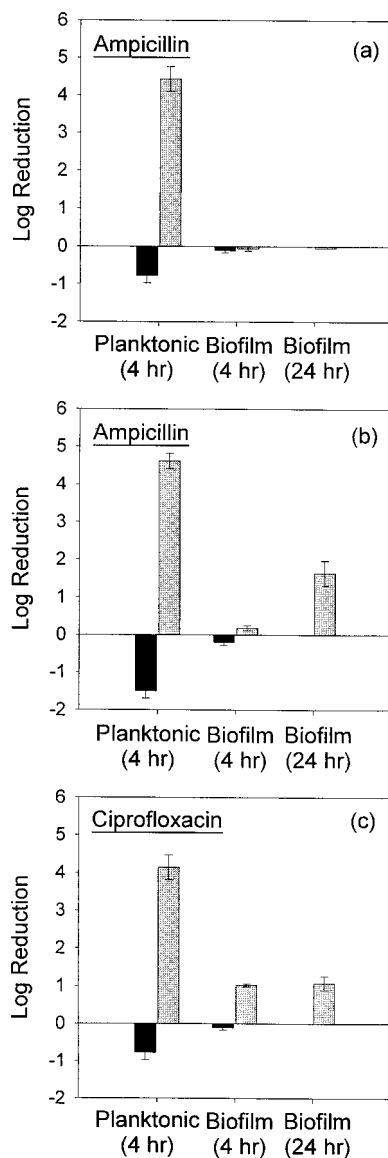 Ampicillin (a)
Log Reduction
6
5
4
3
2
1
0
-1
-2
Planktonic Biofilm Biofilm
(4 hr) (4 hr) (24 hr)
Ampicillin (b)
Log Reduction
6
5
4
3
2
1
0
-1
-2
Planktonic Biofilm Biofilm
(4 hr) (4 hr) (24 hr)
Ciprofloxacin (c)
Log Reduction
6
5
4
3
2
1
0
-1
-2
Planktonic Biofilm Biofilm
(4 hr) (4 hr) (24 hr)